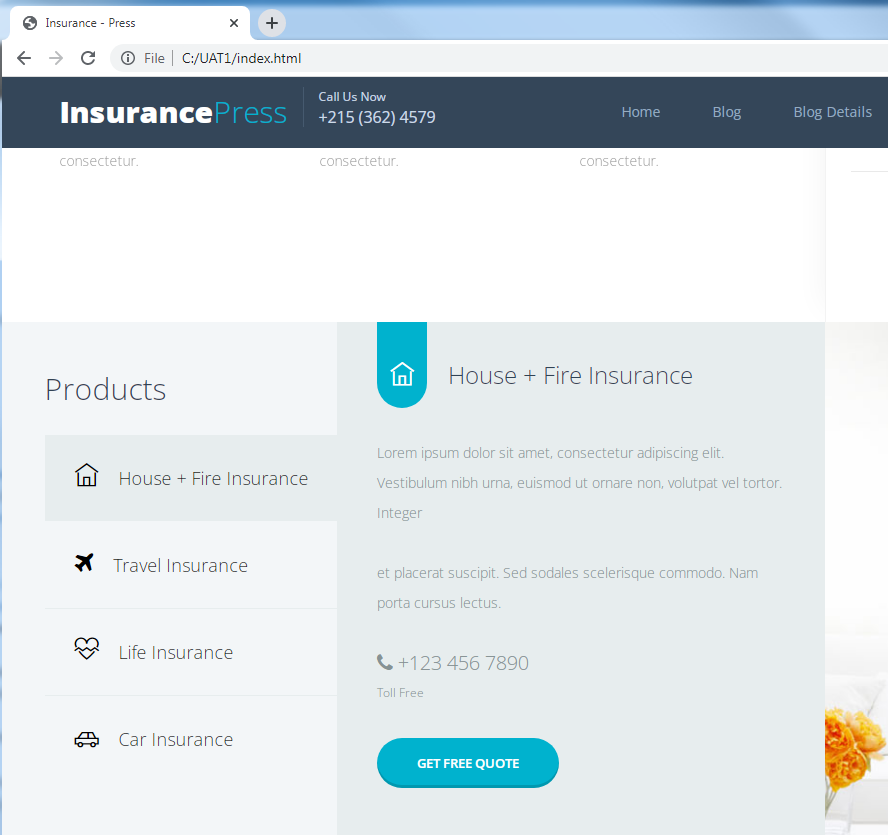 Insurance - Press
File C:/UAT1/index.html
InsurancePress
Call Us Now
+215 (362) 4579
Home Blog Blog Details
consectetur. consectetur. consectetur.
Products
House + Fire Insurance
Travel Insurance
Life Insurance
Car Insurance
House + Fire Insurance
Lorem ipsum dolor sit amet, consectetur adipiscing elit.
Vestibulum nibh urna, euismod ut ornare non, volutpat vel tortor.
Integer
et placerat suscipit. Sed sodales scelerisque commodo. Nam
porta cursus lectus.
+123 456 7890
Toll Free
GET FREE QUOTE